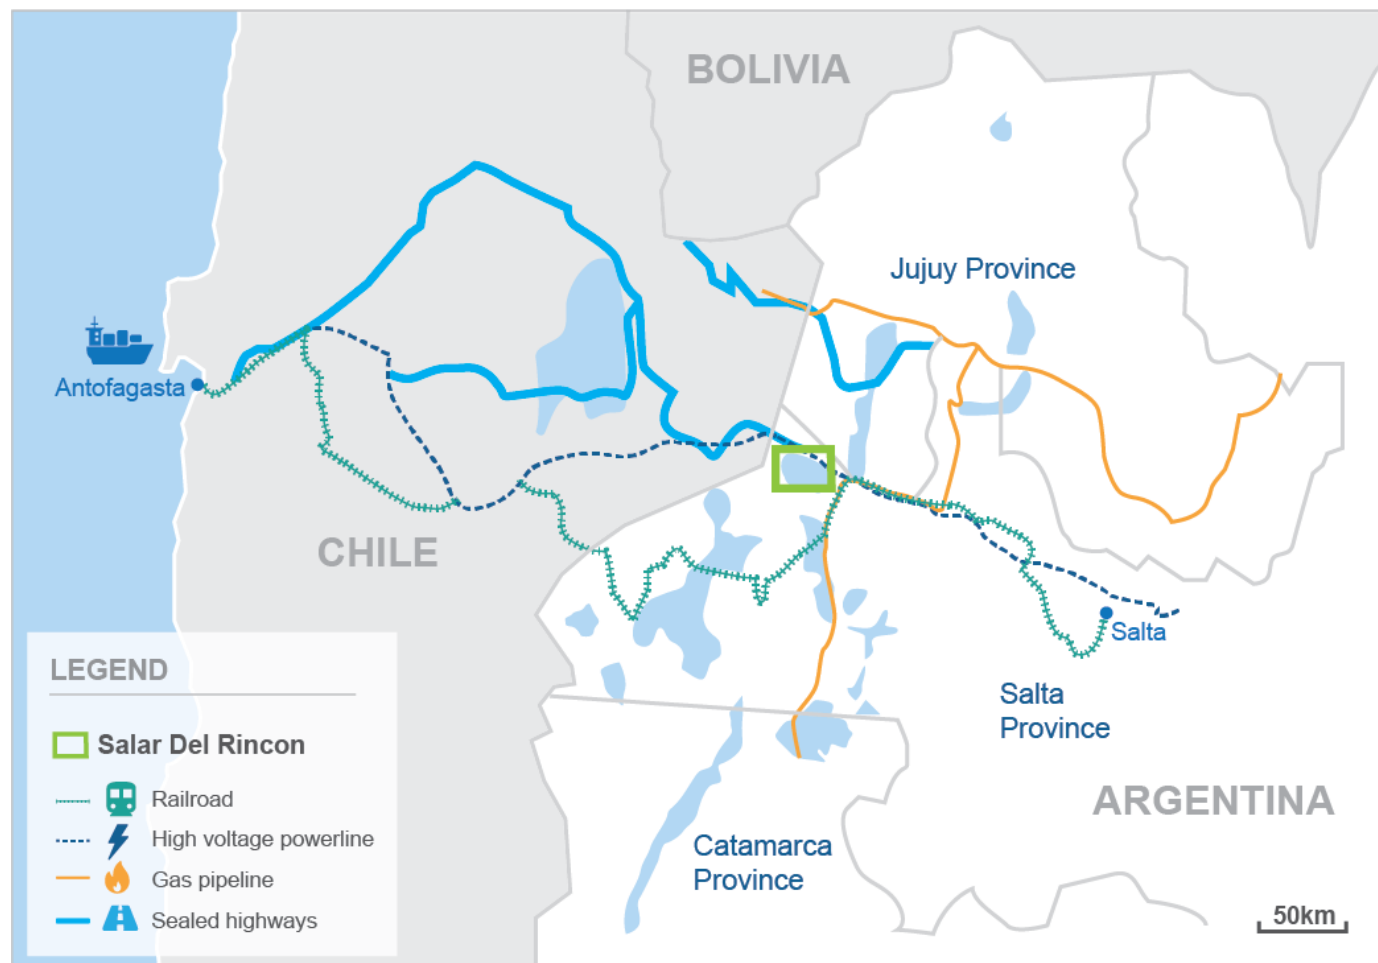 BOLIVIA
Jujuy Province
Antofagasta
CHILE
Salta
Salta
Province
ARGENTINA
Catamarca
Province
50km
LEGEND
Salar Del Rincon
Railroad
High voltage powerline
Gas pipeline
Sealed highways